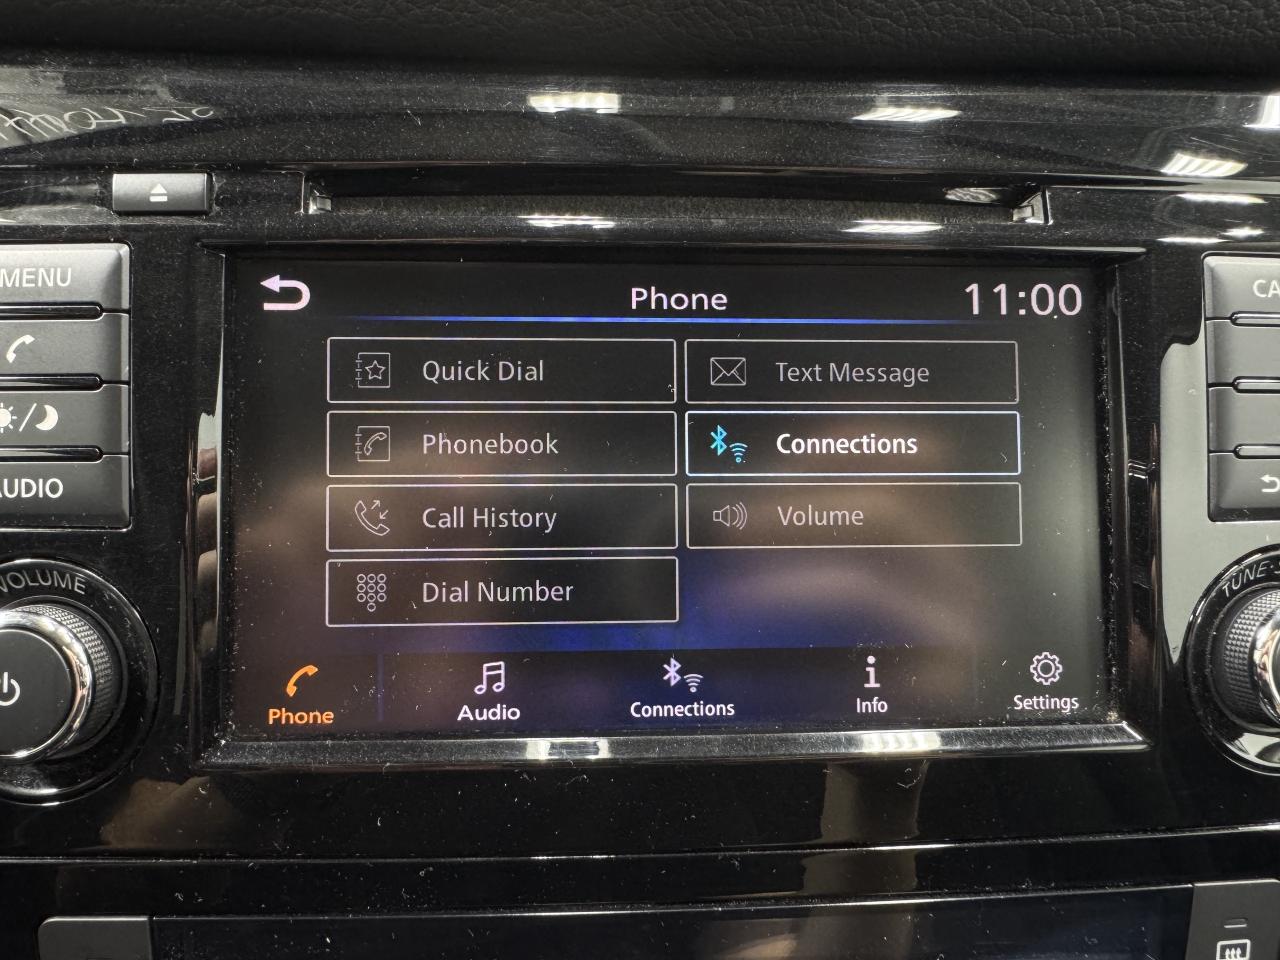 MENU
Phone
11:00
Quick Dial
Text Message
Phonebook
Connections
AUDIO
Call History
Volume
Dial Number
VOLUME
TUNE
Phone
Audio
Connections
Info
Settings